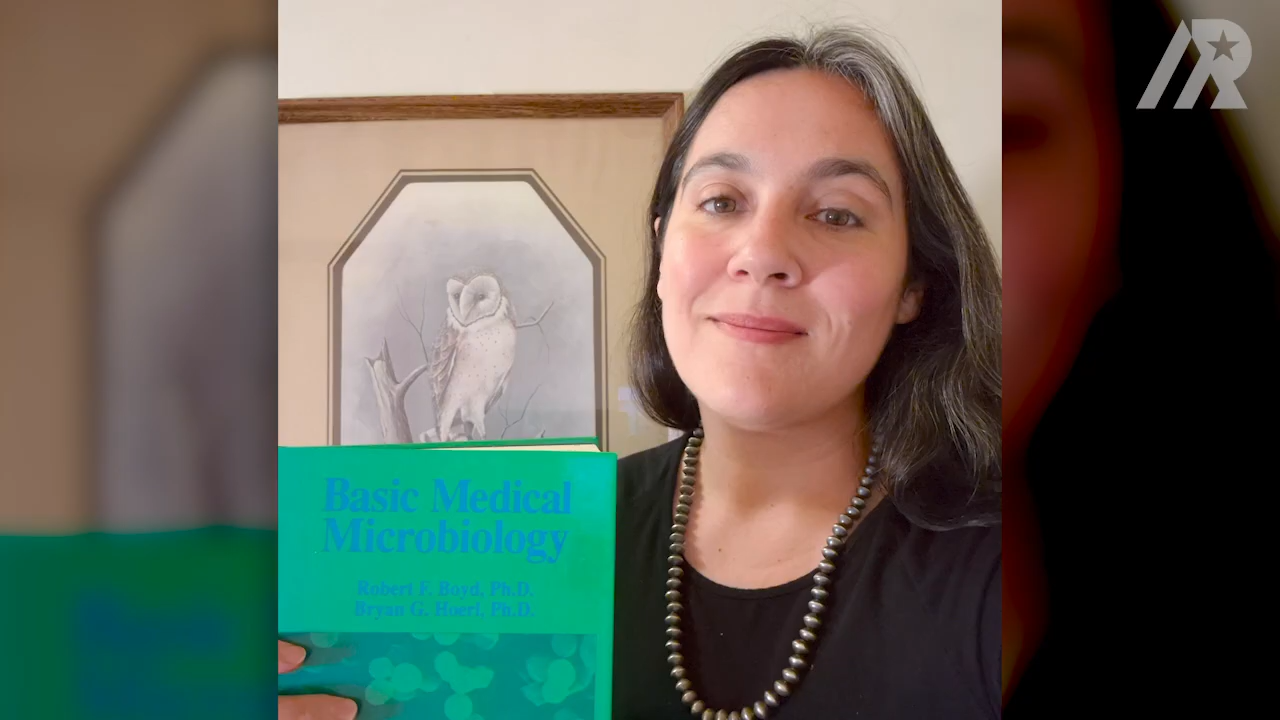 Basic Medical
Microbiology
Robert F. Boyd, Ph.D.
Bryan G. Hoerl, Ph.D.